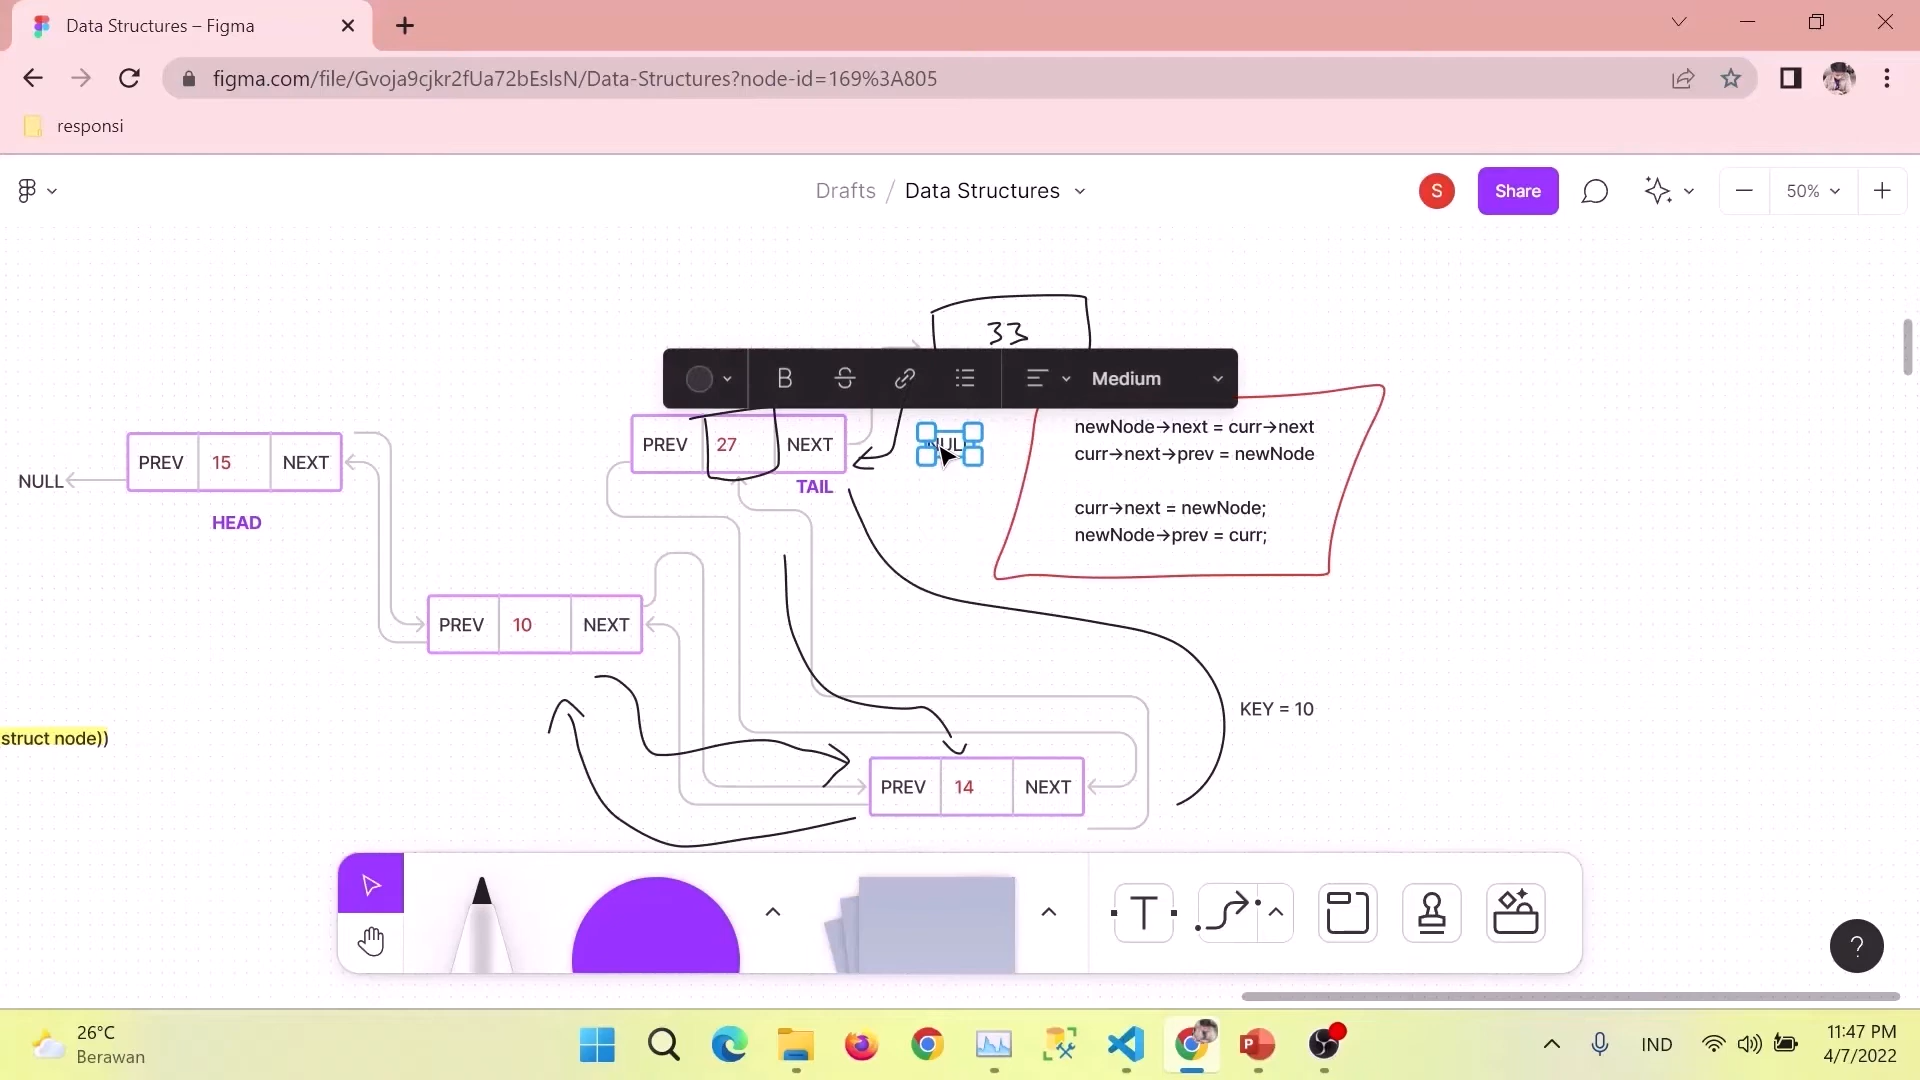 Data Structures – Figma
figma.com/file/Gvoja9cjkr2fUa72bEslsN/Data-Structures?node-id=169%3A805
responsi
Drafts / Data Structures
S
Share
50%
33
Medium
PREV 15 NEXT
NULL
HEAD
PREV 27 NEXT
TAIL
NUL
newNode→next = curr→next
curr→next→prev = newNode
curr→next = newNode;
newNode→prev = curr;
PREV 10 NEXT
KEY = 10
struct node))
PREV 14 NEXT
T
?
26°C
Berawan
IND
11:47 PM
4/7/2022